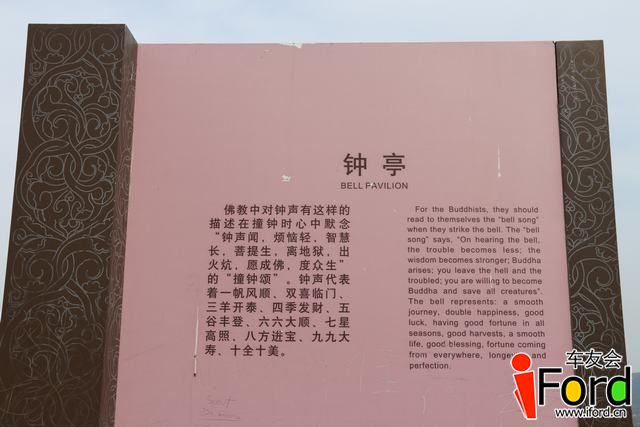 钟亭
BELL PAVILION
佛教中对钟声有这样的
描述在撞钟时心中默念
“钟声闻，烦恼轻，智慧
长，菩提生，离地狱，出
火炕，愿成佛，度众生”
的“撞钟颂”。钟声代表
着一帆风顺、双喜临门、
三羊开泰、四季发财、五
谷丰登、六六大顺、七星
高照、八方进宝、九九大
寿、十全十美。
For the Buddhists, they should
read to themselves the “bell song”
when they strike the bell. The “bell
song” says, “On hearing the bell,
the trouble becomes less; the
wisdom becomes stronger; Buddha
arises; you leave the hell and the
troubled; you are willing to become
Buddha and save all creatures”.
The bell represents: a smooth
journey, double happiness, good
luck, having good fortune in all
seasons, good harvests, a smooth
life, good blessing, fortune coming
from everywhere, longevity and
perfection.
车友会
iFord
www.iford.cn